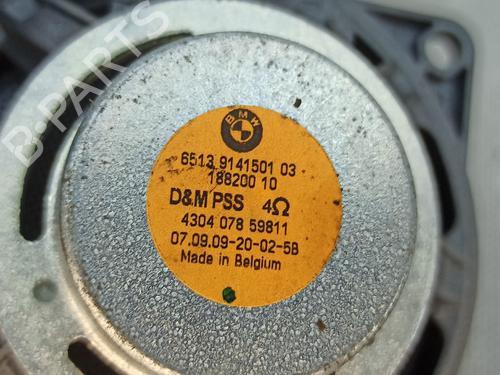 BMW
6513 9141501 03
188200 10
D&M PSS 4Ω
4304 078 59811
07.09.09-20-02-5B
Made in Belgium
B-PARTS